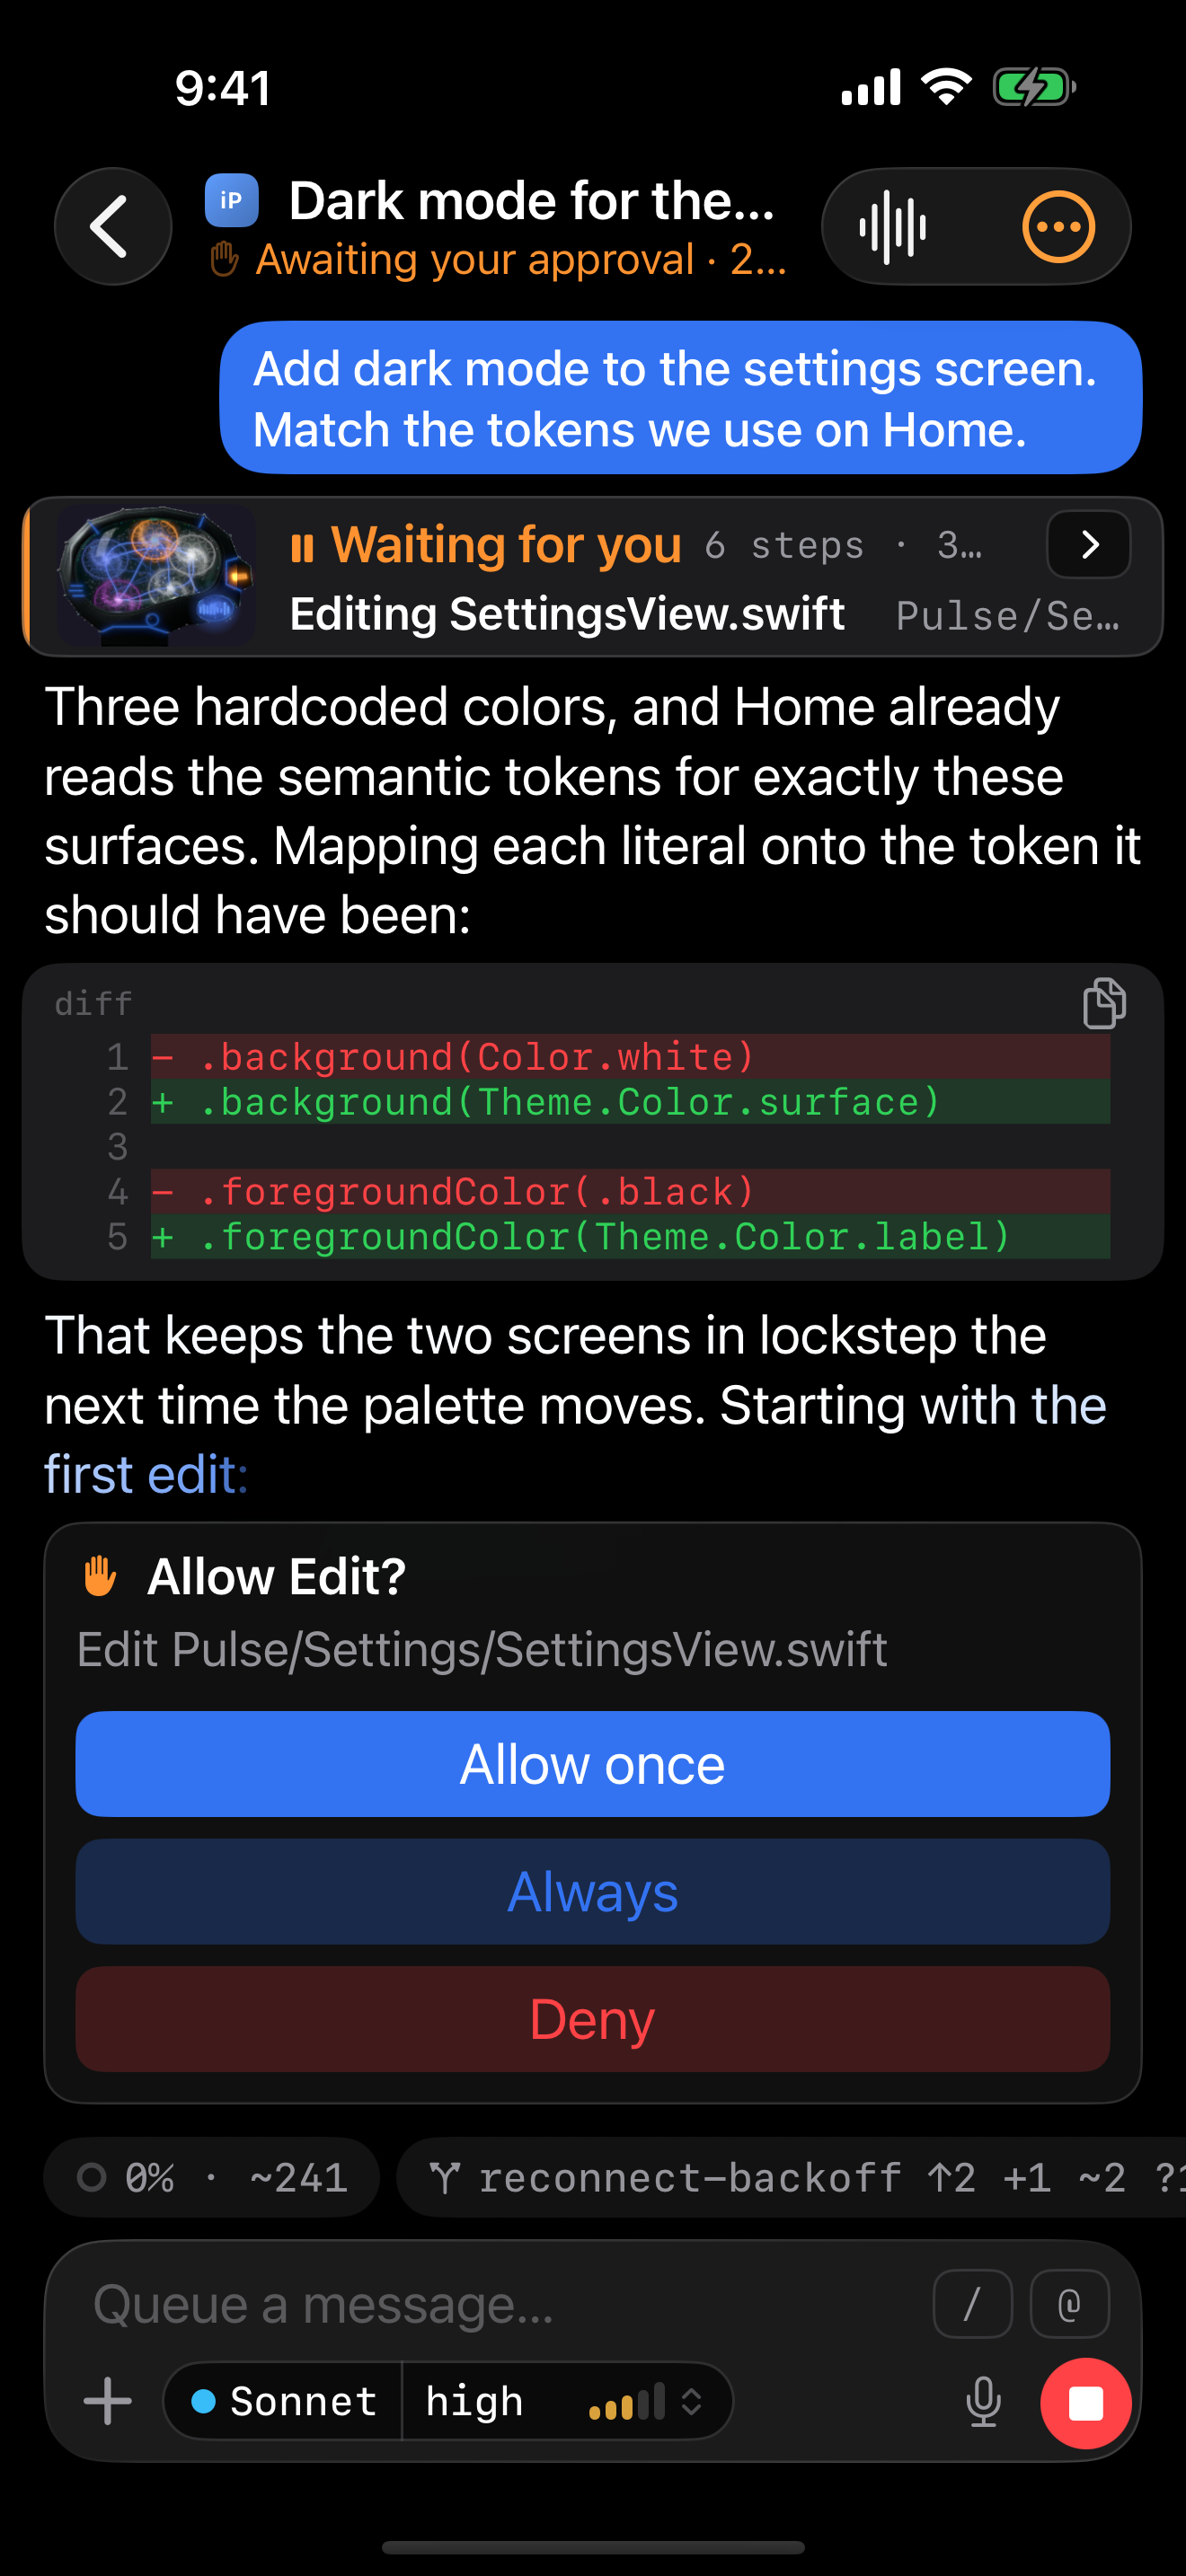 9:41
iP Dark mode for the...
Awaiting your approval · 2...
Add dark mode to the settings screen.
Match the tokens we use on Home.
Waiting for you 6 steps · 3...
Editing SettingsView.swift Pulse/Se...
Three hardcoded colors, and Home already
reads the semantic tokens for exactly these
surfaces. Mapping each literal onto the token it
should have been:
diff
1 - .background(Color.white)
2 + .background(Theme.Color.surface)
3
4 - .foregroundColor(.black)
5 + .foregroundColor(Theme.Color.label)
That keeps the two screens in lockstep the
next time the palette moves. Starting with the
first edit:
Allow Edit?
Edit Pulse/Settings/SettingsView.swift
Allow once
Always
Deny
0% · ~241 reconnect-backoff ↑2 +1 ~2
Queue a message... / @
Sonnet high